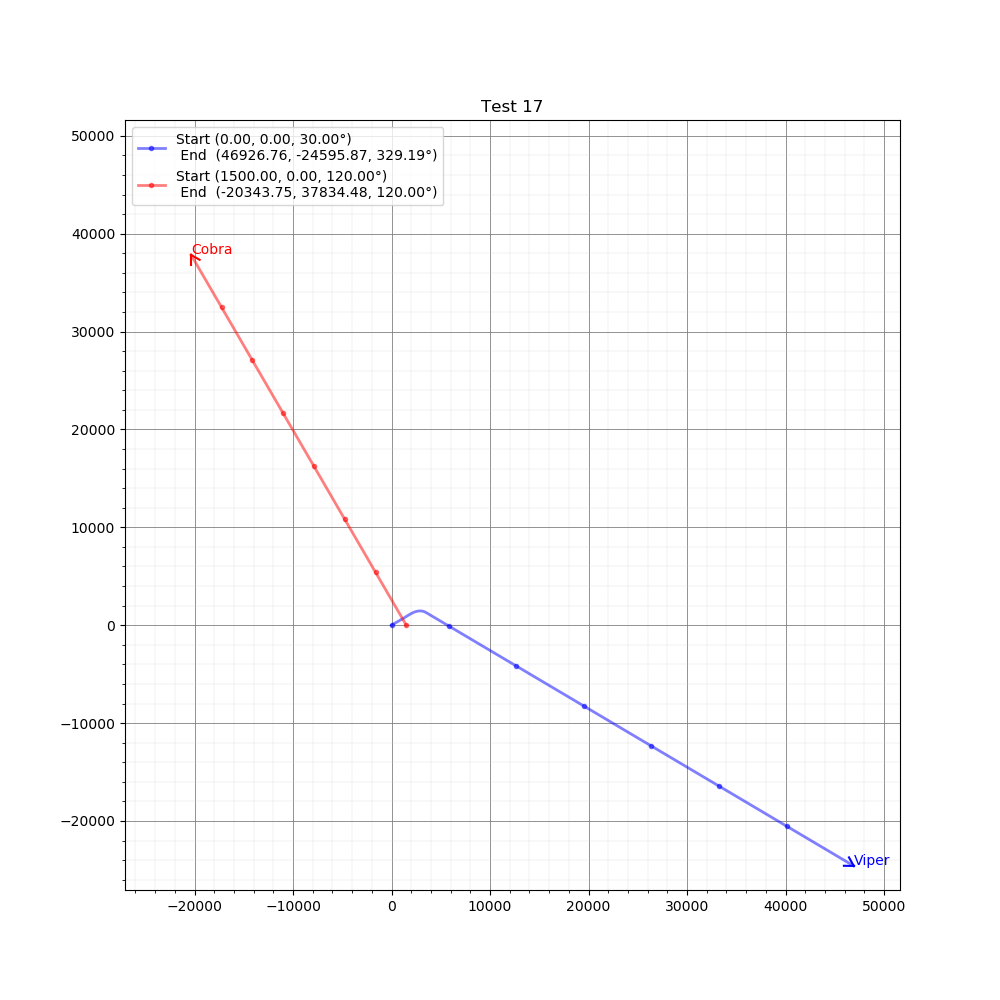 Test 17
Start (0.00, 0.00, 30.00°)
End (46926.76, -24595.87, 329.19°)
Start (1500.00, 0.00, 120.00°)
End (-20343.75, 37834.48, 120.00°)
50000
40000
30000
20000
10000
0
−10000
−20000
Cobra
Viper
−20000 −10000 0 10000 20000 30000 40000 50000